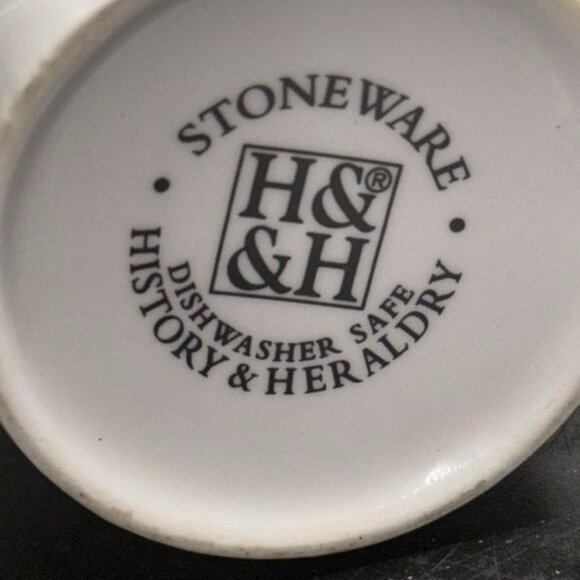 STONEWARE
H&®
&H
DISHWASHER SAFE
HISTORY & HERALDRY